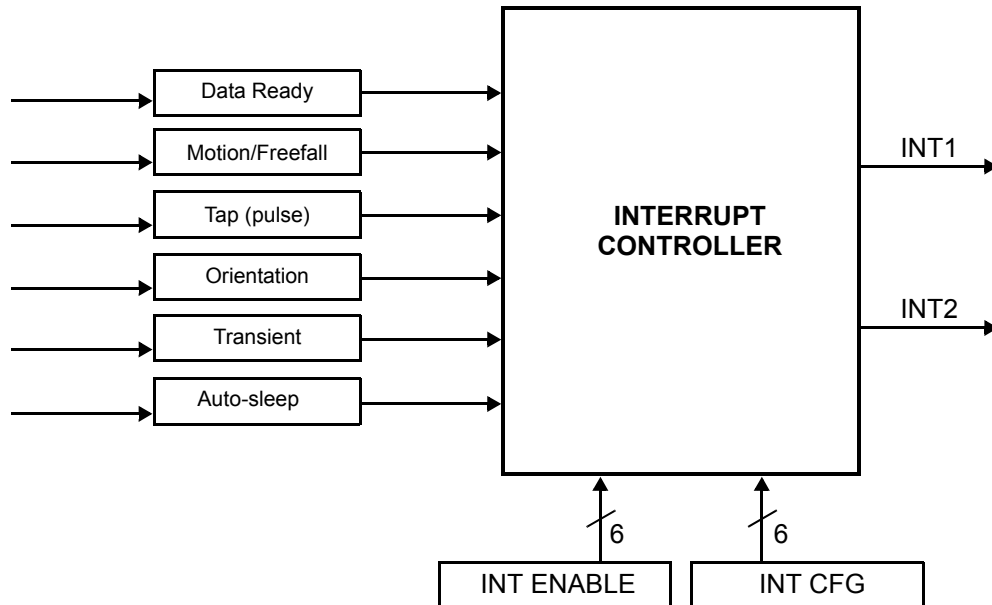 Data Ready
Motion/Freefall
Tap (pulse)
Orientation
Transient
Auto-sleep
INTERRUPT
CONTROLLER
INT1
INT2
6
6
INT ENABLE
INT CFG